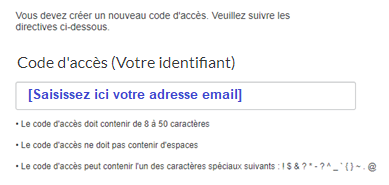 Vous devez créer un nouveau code d'accès. Veuillez suivre les
directives ci-dessous.
Code d'accès (Votre identifiant)
[Saisissez ici votre adresse email]
• Le code d'accès doit contenir de 8 à 50 caractères
• Le code d'accès ne doit pas contenir d'espaces
• Le code d'accès peut contenir l'un des caractères spéciaux suivants : ! $ & ? * - ? ^ _ ` { } ~ . @